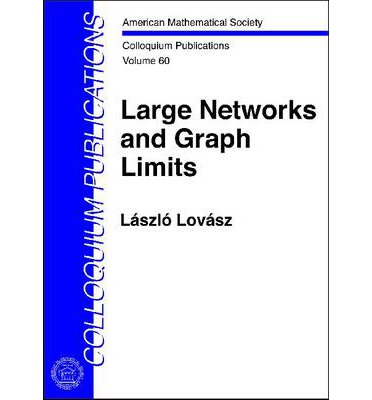 American Mathematical Society
Colloquium Publications
Volume 60
Large Networks
and Graph
Limits
László Lovász
COLLOQUIUM PUBLICATIONS